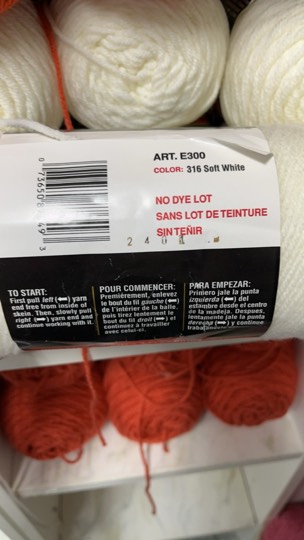 ART. E300
COLOR: 316 Soft White
NO DYE LOT
SANS LOT DE TEINTURE
SIN TEÑIR
TO START:
First pull left (⬅) yarn
end free from inside of
skein. Then, slowly pull
right (➡) yarn end and
continue working with it.
POUR COMMENCER:
Premièrement, enlevez
le bout du fil gauche (⬅)
de l'intérieur de la balle,
puis tirez lentement le
bout du fil droit (➡) et
continuez à travailler
avec celui-ci.
PARA EMPEZAR:
Primero jale la punta
izquierda (⬅) del
estambre desde el centro
de la madeja. Despues,
lentamente jale la punta
derecha (➡) y continue